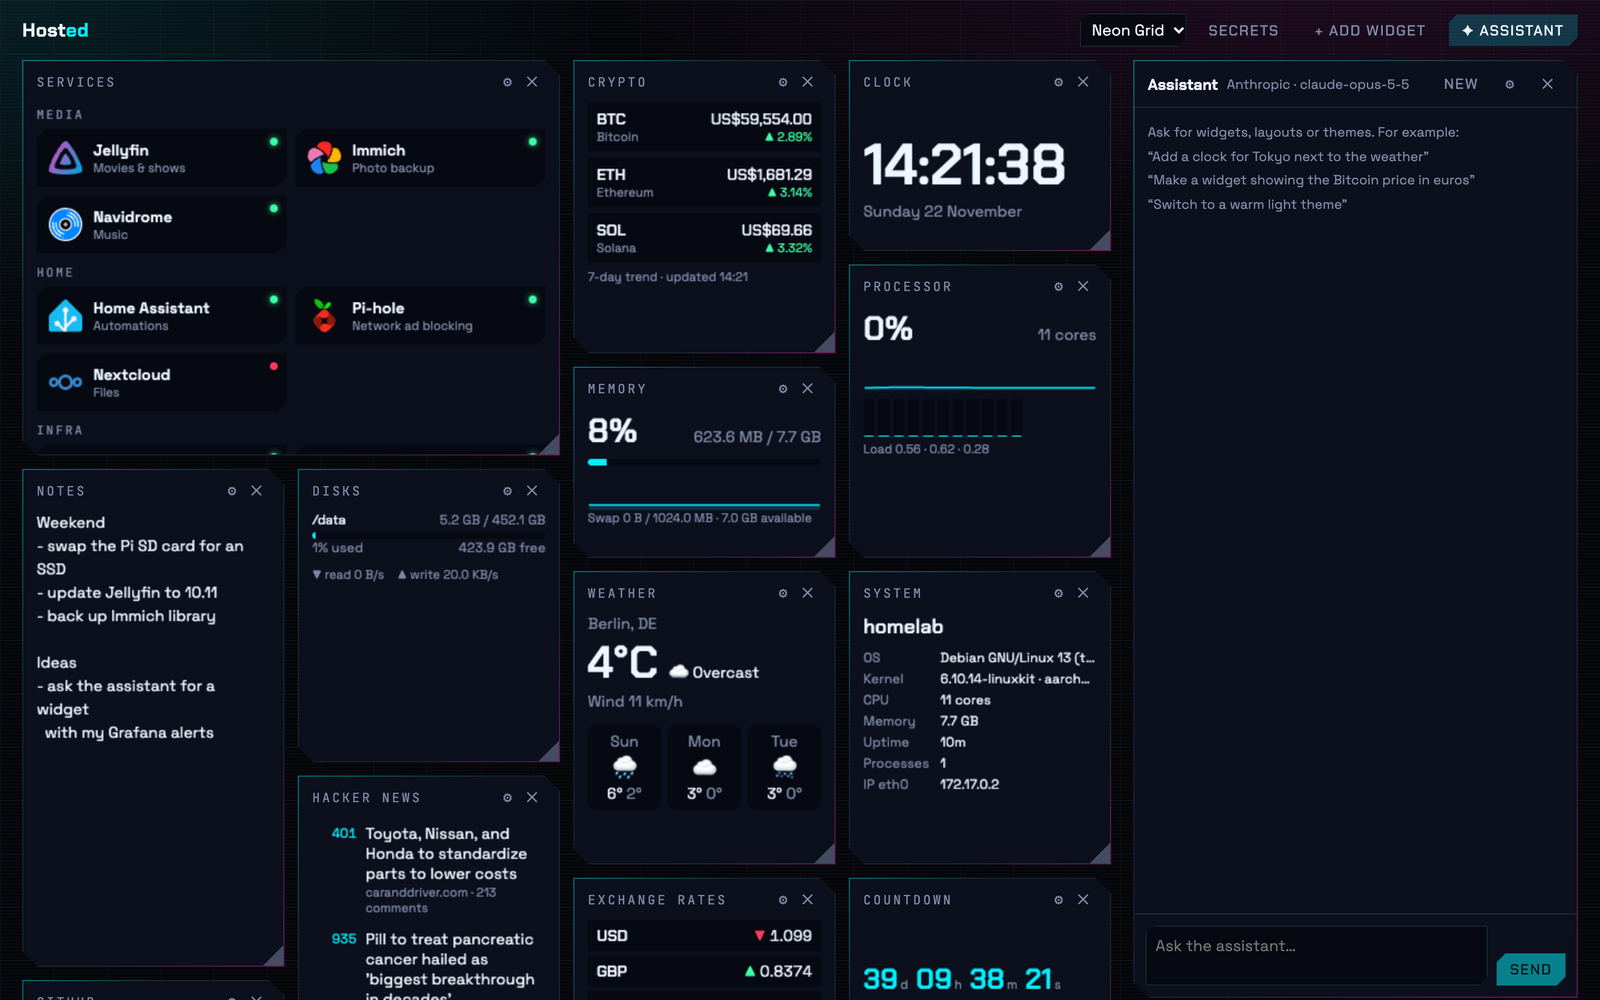 Hosted
Neon Grid
SECRETS
+ ADD WIDGET
✦ ASSISTANT
SERVICES
MEDIA
Jellyfin
Movies & shows
Immich
Photo backup
Navidrome
Music
HOME
Home Assistant
Automations
Pi-hole
Network ad blocking
Nextcloud
Files
INFRA
NOTES
Weekend
- swap the Pi SD card for an
SSD
- update Jellyfin to 10.11
- back up Immich library
Ideas
- ask the assistant for a
widget
with my Grafana alerts
DISKS
/data
5.2 GB / 452.1 GB
1% used
423.9 GB free
▼ read 0 B/s ▲ write 20.0 KB/s
HACKER NEWS
401 Toyota, Nissan, and
Honda to standardize
parts to lower costs
caranddriver.com · 213
comments
935 Pill to treat pancreatic
cancer hailed as
'biggest breakthrough
in decades'
CRYPTO
BTC US$59,554.00
Bitcoin ▲ 2.89%
ETH US$1,681.29
Ethereum ▲ 3.14%
SOL US$69.66
Solana ▲ 3.32%
7-day trend · updated 14:21
MEMORY
8% 623.6 MB / 7.7 GB
Swap 0 B / 1024.0 MB · 7.0 GB available
WEATHER
Berlin, DE
4°C Overcast
Wind 11 km/h
Sun Mon Tue
6° 2° 3° 0° 3° 0°
EXCHANGE RATES
USD ▼ 1.099
GBP ▲ 0.8374
CLOCK
14:21:38
Sunday 22 November
PROCESSOR
0% 11 cores
Load 0.56 · 0.62 · 0.28
SYSTEM
homelab
OS Debian GNU/Linux 13 (t...
Kernel 6.10.14-linuxkit · aarch...
CPU 11 cores
Memory 7.7 GB
Uptime 10m
Processes 1
IP eth0 172.17.0.2
COUNTDOWN
39d 09h 38m 21s
Assistant Anthropic · claude-opus-5-5 NEW
Ask for widgets, layouts or themes. For example:
“Add a clock for Tokyo next to the weather”
“Make a widget showing the Bitcoin price in euros”
“Switch to a warm light theme”
Ask the assistant...
SEND